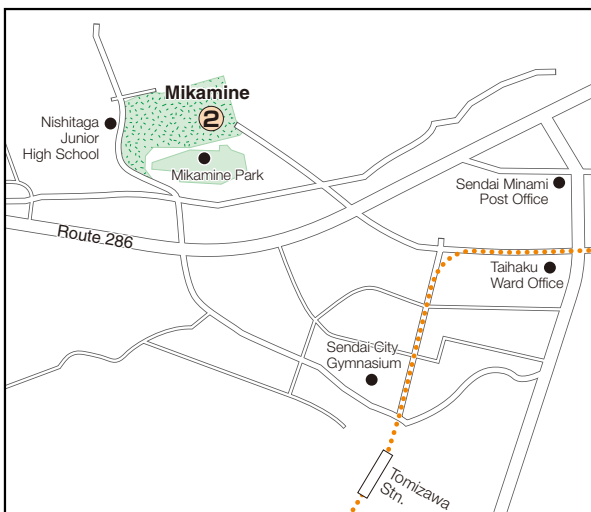 Mikamine
2
Nishitaga
Junior
High School
Mikamine Park
Sendai Minami
Post Office
Route 286
Taihaku
Ward Office
Sendai City
Gymnasium
Tomizawa
Stn.